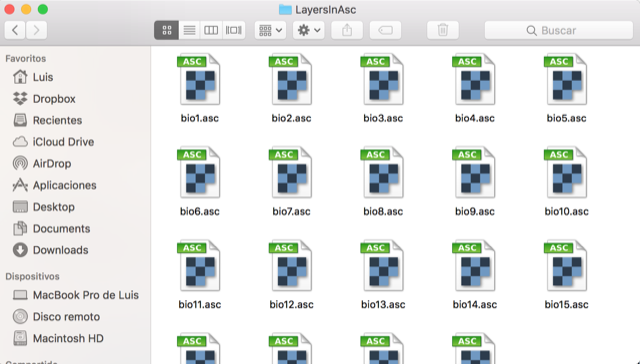 LayersInAsc
Buscar
Favoritos
Luis
Dropbox
Recientes
iCloud Drive
AirDrop
Aplicaciones
Desktop
Documents
Downloads
Dispositivos
MacBook Pro de Luis
Disco remoto
Macintosh HD
ASC ASC ASC ASC ASC
bio1.asc bio2.asc bio3.asc bio4.asc bio5.asc
ASC ASC ASC ASC ASC
bio6.asc bio7.asc bio8.asc bio9.asc bio10.asc
ASC ASC ASC ASC ASC
bio11.asc bio12.asc bio13.asc bio14.asc bio15.asc
ASC ASC ASC ASC